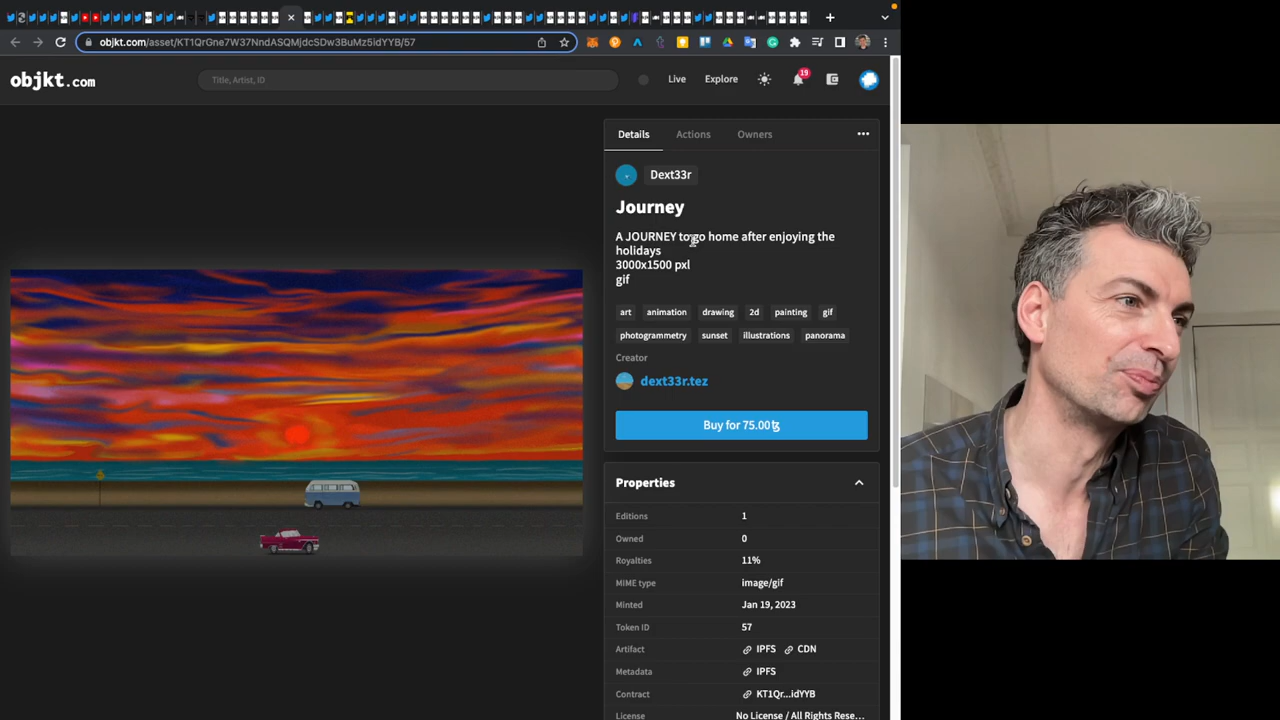 objkt.com/asset/KT1QrGne7W37NndASQMjdcSDw3BuMz5idYYB/57
objkt.com
Title, Artist, ID
Live
Explore
19
Details
Actions
Owners
Dext33r
Journey
A JOURNEY to go home after enjoying the
holidays
3000x1500 pxl
gif
art
animation
drawing
2d
painting
gif
photogrammetry
sunset
illustrations
panorama
Creator
dext33r.tez
Buy for 75.00ꜩ
Properties
Editions 1
Owned 0
Royalties 11%
MIME type image/gif
Minted Jan 19, 2023
Token ID 57
Artifact IPFS CDN
Metadata IPFS
Contract KT1Qr...idYYB
License No License / All Rights Rese...